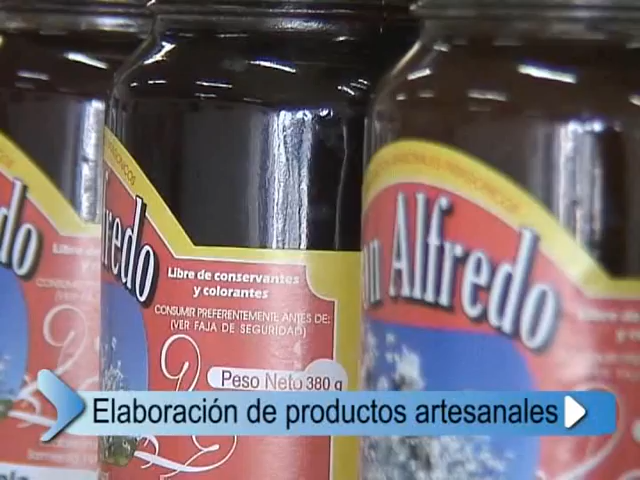 do
redo
n Alfredo
Libre de conservantes
y colorantes
CONSUMIR PREFERENTEMENTE ANTES DE:
(VER FAJA DE SEGURIDAD)
Peso Neto 380 g
Elaboración de productos artesanales